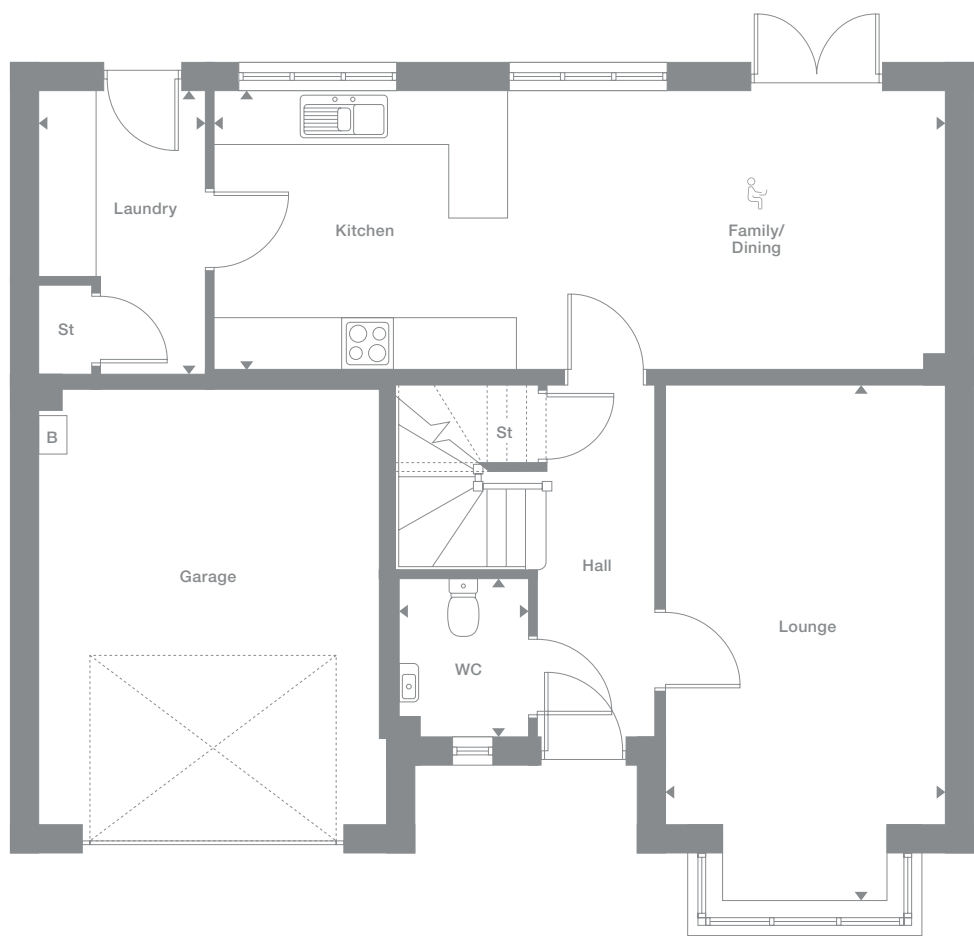 Laundry
Kitchen
Family/
Dining
St
St
B
Hall
Garage
Lounge
WC